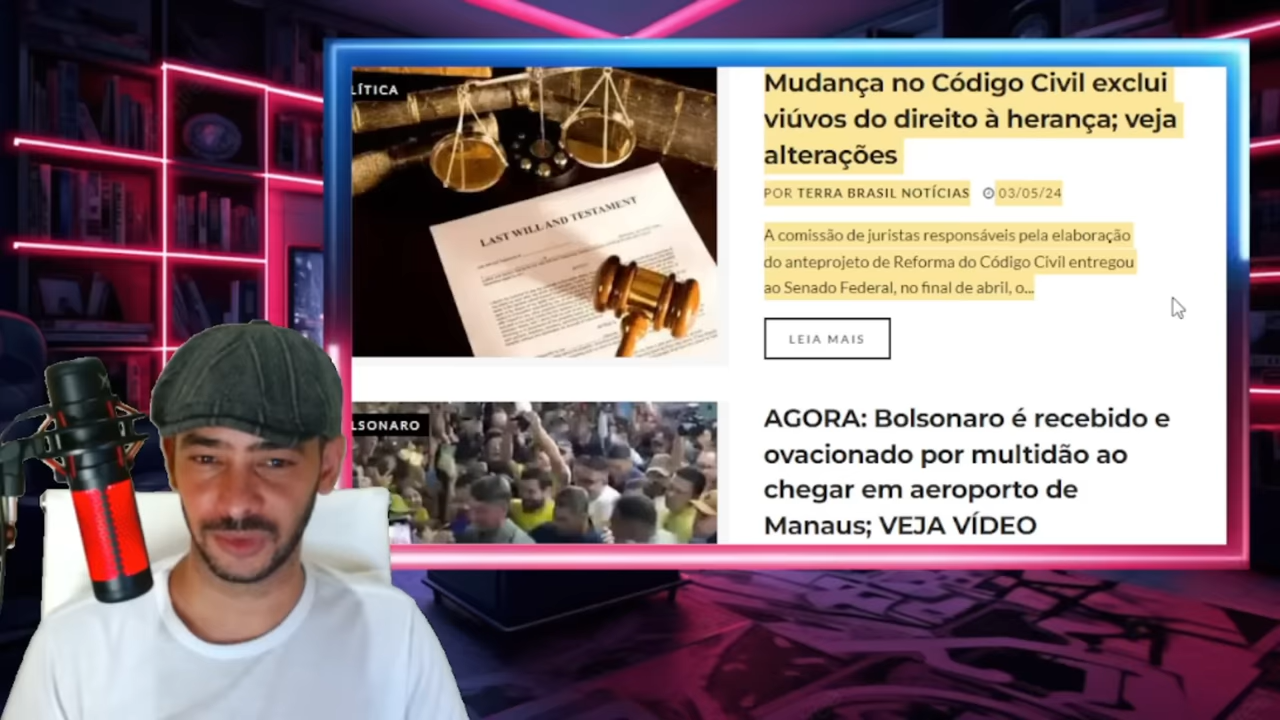 LÍTICA
LAST WILL AND TESTAMENT
Mudança no Código Civil exclui
viúvos do direito à herança; veja
alterações
POR TERRA BRASIL NOTÍCIAS 03/05/24
A comissão de juristas responsáveis pela elaboração
do anteprojeto de Reforma do Código Civil entregou
ao Senado Federal, no final de abril, o...
LEIA MAIS
LSONARO
AGORA: Bolsonaro é recebido e
ovacionado por multidão ao
chegar em aeroporto de
Manaus; VEJA VÍDEO